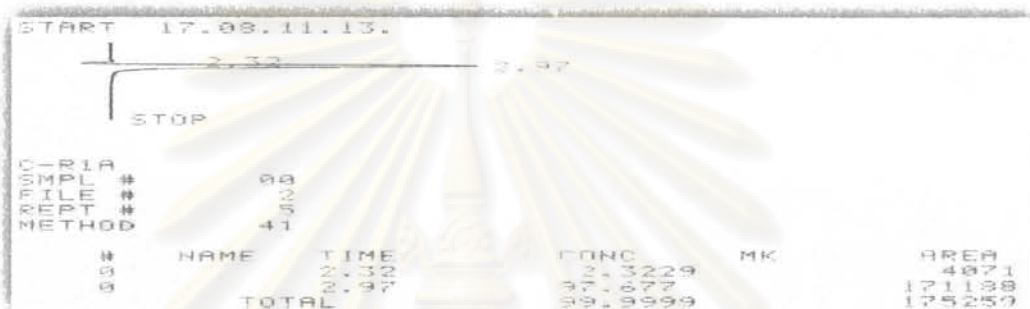 START 17.08.11.13.
2.32
2.97
STOP
C-R1A
SMPL # 00
FILE # 2
REPT # 5
METHOD 41
# NAME TIME CONC MK AREA
0 2.32 2.3229 4071
0 2.97 97.677 171188
TOTAL 99.9999 175259